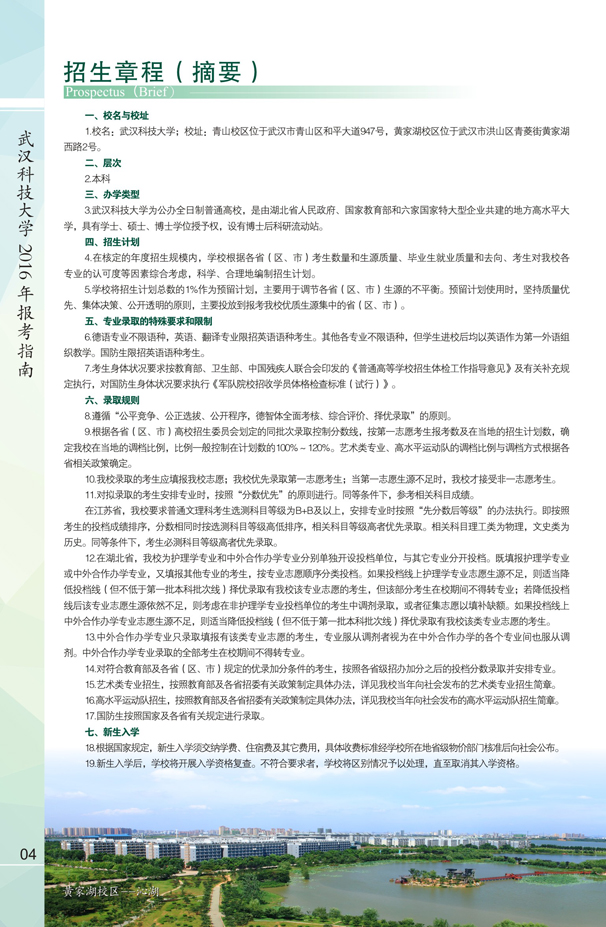 招生章程（摘要）
Prospectus（Brief）
一、校名与校址
1.校名：武汉科技大学；校址：青山校区位于武汉市青山区和平大道947号，黄家湖校区位于武汉市洪山区青菱街黄家湖
西路2号。
二、层次
2.本科
三、办学类型
3.武汉科技大学为公办全日制普通高校，是由湖北省人民政府、国家教育部和六家国家特大型企业共建的地方高水平大
学，具有学士、硕士、博士学位授予权，设有博士后科研流动站。
四、招生计划
4.在核定的年度招生规模内，学校根据各省（区、市）考生数量和生源质量、毕业生就业质量和去向、考生对我校各
专业的认可度等因素综合考虑，科学、合理地编制招生计划。
5.学校将招生计划总数的1%作为预留计划，主要用于调节各省（区、市）生源的不平衡。预留计划使用时，坚持质量优
先、集体决策、公开透明的原则，主要投放到报考我校优质生源集中的省（区、市）。
五、专业录取的特殊要求和限制
6.德语专业不限语种，英语、翻译专业限招英语语种考生。其他各专业不限语种，但学生进校后均以英语作为第一外语组
织教学。国防生限招英语语种考生。
7.考生身体状况要求按教育部、卫生部、中国残疾人联合会印发的《普通高等学校招生体检工作指导意见》及有关补充规
定执行，对国防生身体状况要求执行《军队院校招收学员体格检查标准（试行）》。
六、录取规则
8.遵循“公平竞争、公正选拔、公开程序，德智体全面考核、综合评价、择优录取”的原则。
9.根据各省（区、市）高校招生委员会划定的同批次录取控制分数线，按第一志愿考生报考数及在当地的招生计划数，确
定我校在当地的调档比例，比例一般控制在计划数的100%～120%。艺术类专业、高水平运动队的调档比例与调档方式根据各
省相关政策确定。
10.我校录取的考生应填报我校志愿；我校优先录取第一志愿考生；当第一志愿生源不足时，我校才接受非一志愿考生。
11.对拟录取的考生安排专业时，按照“分数优先”的原则进行。同等条件下，参考相关科目成绩。
在江苏省，我校要求普通文理科考生选测科目等级为B+B及以上，安排专业时按照“先分数后等级”的办法执行。即按照
考生的投档成绩排序，分数相同时按选测科目等级高低排序，相关科目等级高者优先录取。相关科目理工类为物理，文史类为
历史。同等条件下，考生必测科目等级高者优先录取。
12.在湖北省，我校为护理学专业和中外合作办学专业分别单独开设投档单位，与其它专业分开投档。既填报护理学专业
或中外合作办学专业，又填报其他专业的考生，按专业志愿顺序分类投档。如果投档线上护理学专业志愿生源不足，则适当降
低投档线（但不低于第一批本科批次线）择优录取有我校该专业志愿的考生，但该部分考生在校期间不得转专业；若降低投档
线后该专业志愿生源依然不足，则考虑在非护理学专业投档单位的考生中调剂录取，或者征集志愿以填补缺额。如果投档线上
中外合作办学专业志愿生源不足，则适当降低投档线（但不低于第一批本科批次线）择优录取有我校该类专业志愿的考生。
13.中外合作办学专业只录取填报有该类专业志愿的考生，专业服从调剂者视为在中外合作办学的各个专业间也服从调
剂。中外合作办学专业录取的全部考生在校期间不得转专业。
14.对符合教育部及各省（区、市）规定的优录加分条件的考生，按照各省级招办加分之后的投档分数录取并安排专业。
15.艺术类专业招生，按照教育部及各省招委有关政策制定具体办法，详见我校当年向社会发布的艺术类专业招生简章。
16.高水平运动队招生，按照教育部及各省招委有关政策制定具体办法，详见我校当年向社会发布的高水平运动队招生简章。
17.国防生按照国家及各省有关规定进行录取。
七、新生入学
18.根据国家规定，新生入学须交纳学费、住宿费及其它费用，具体收费标准经学校所在地省级物价部门核准后向社会公布。
19.新生入学后，学校将开展入学资格复查。不符合要求者，学校将区别情况予以处理，直至取消其入学资格。
武汉科技大学 2016 年报考指南
04
黄家湖校区——沁湖